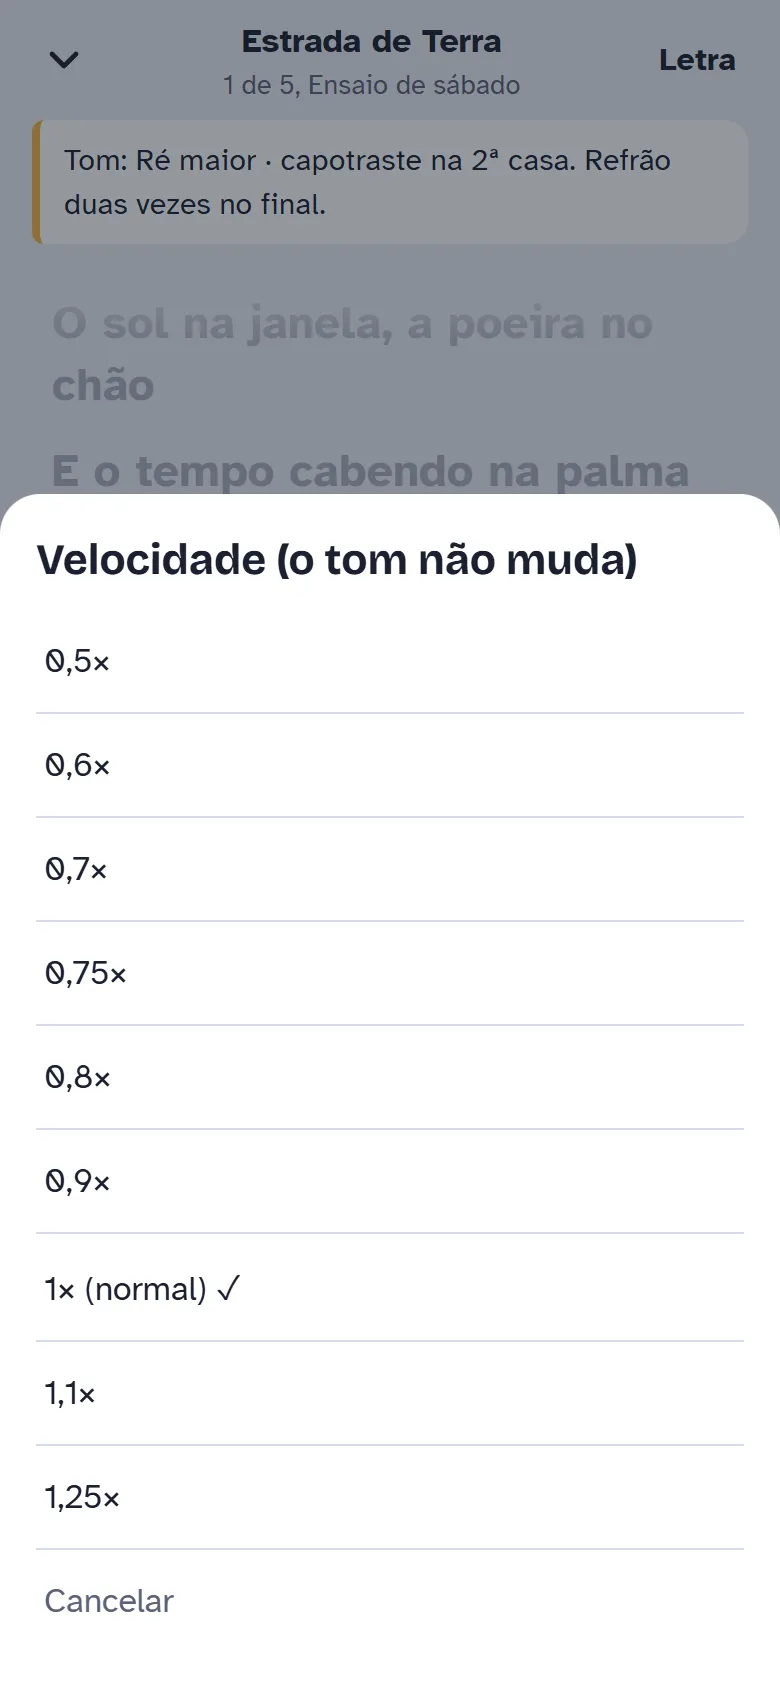 Estrada de Terra
1 de 5, Ensaio de sábado
Letra
Tom: Ré maior · capotraste na 2ª casa. Refrão
duas vezes no final.
O sol na janela, a poeira no
chão
E o tempo cabendo na palma
Velocidade (o tom não muda)
0,5×
0,6×
0,7×
0,75×
0,8×
0,9×
1× (normal) ✓
1,1×
1,25×
Cancelar